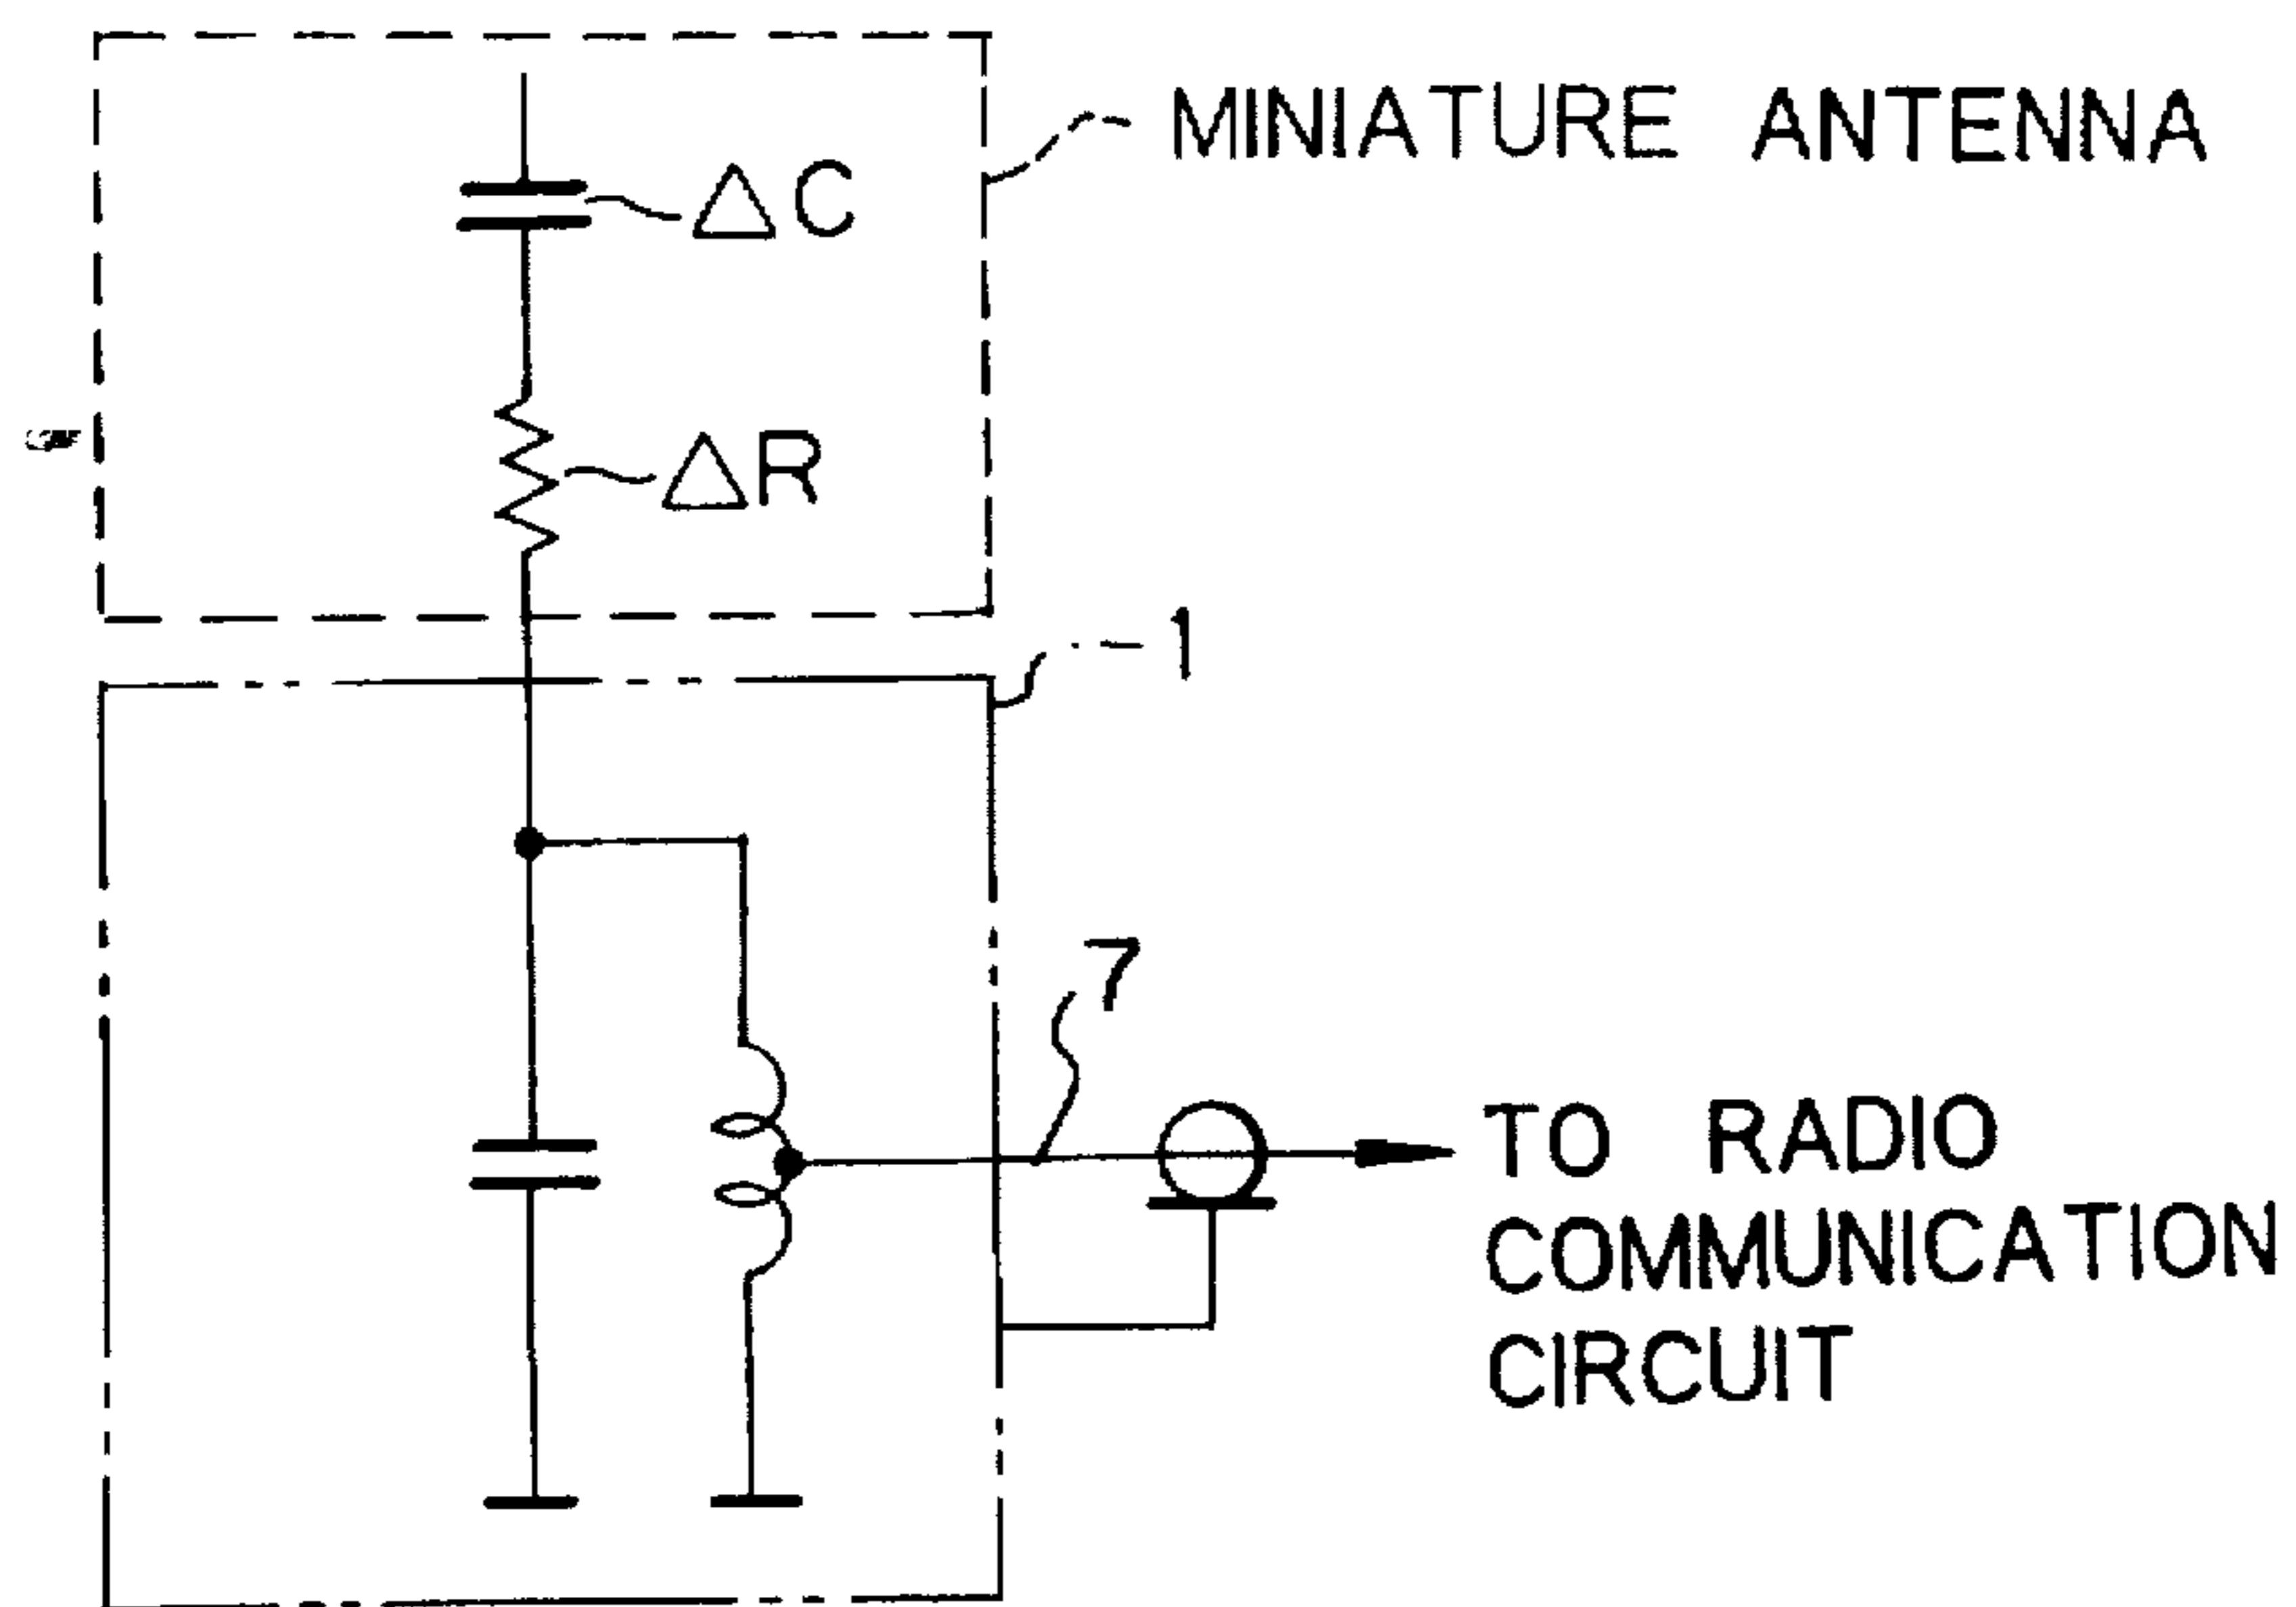 MINIATURE ANTENNA
ΔC
ΔR
1
7
TO RADIO
COMMUNICATION
CIRCUIT